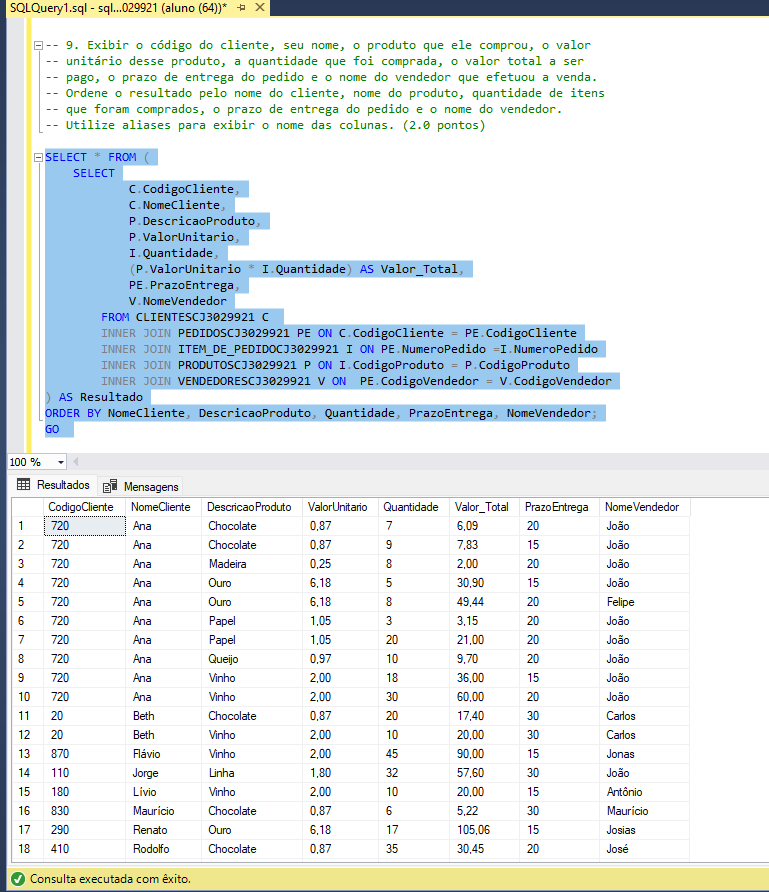 SQLQuery1.sql - sql...029921 (aluno (64))*
-- 9. Exibir o código do cliente, seu nome, o produto que ele comprou, o valor
-- unitário desse produto, a quantidade que foi comprada, o valor total a ser
-- pago, o prazo de entrega do pedido e o nome do vendedor que efetuou a venda.
-- Ordene o resultado pelo nome do cliente, nome do produto, quantidade de itens
-- que foram comprados, o prazo de entrega do pedido e o nome do vendedor.
-- Utilize aliases para exibir o nome das colunas. (2.0 pontos)
SELECT * FROM (
SELECT
C.CodigoCliente,
C.NomeCliente,
P.DescricaoProduto,
P.ValorUnitario,
I.Quantidade,
(P.ValorUnitario * I.Quantidade) AS Valor_Total,
PE.PrazoEntrega,
V.NomeVendedor
FROM CLIENTESCJ3029921 C
INNER JOIN PEDIDOSCJ3029921 PE ON C.CodigoCliente = PE.CodigoCliente
INNER JOIN ITEM_DE_PEDIDOCJ3029921 I ON PE.NumeroPedido =I.NumeroPedido
INNER JOIN PRODUTOSCJ3029921 P ON I.CodigoProduto = P.CodigoProduto
INNER JOIN VENDEDORESCJ3029921 V ON  PE.CodigoVendedor = V.CodigoVendedor
) AS Resultado
ORDER BY NomeCliente, DescricaoProduto, Quantidade, PrazoEntrega, NomeVendedor;
GO
100 %
Resultados Mensagens
CodigoCliente NomeCliente DescricaoProduto ValorUnitario Quantidade Valor_Total PrazoEntrega NomeVendedor
1 720 Ana Chocolate 0,87 7 6,09 20 João
2 720 Ana Chocolate 0,87 9 7,83 15 João
3 720 Ana Madeira 0,25 8 2,00 20 João
4 720 Ana Ouro 6,18 5 30,90 15 João
5 720 Ana Ouro 6,18 8 49,44 20 Felipe
6 720 Ana Papel 1,05 3 3,15 20 João
7 720 Ana Papel 1,05 20 21,00 20 João
8 720 Ana Queijo 0,97 10 9,70 20 João
9 720 Ana Vinho 2,00 18 36,00 15 João
10 720 Ana Vinho 2,00 30 60,00 20 João
11 20 Beth Chocolate 0,87 20 17,40 30 Carlos
12 20 Beth Vinho 2,00 10 20,00 30 Carlos
13 870 Flávio Vinho 2,00 45 90,00 15 Jonas
14 110 Jorge Linha 1,80 32 57,60 30 João
15 180 Lívio Vinho 2,00 10 20,00 15 Antônio
16 830 Maurício Chocolate 0,87 6 5,22 30 Maurício
17 290 Renato Ouro 6,18 17 105,06 15 Josias
18 410 Rodolfo Chocolate 0,87 35 30,45 20 José
Consulta executada com êxito.